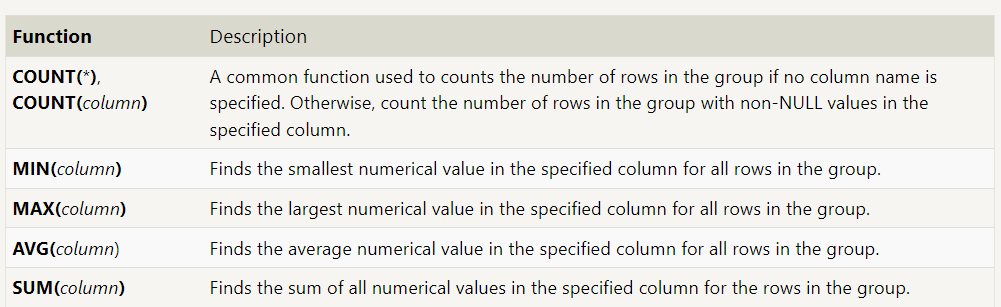 Function Description
COUNT(*), A common function used to counts the number of rows in the group if no column name is
COUNT(column) specified. Otherwise, count the number of rows in the group with non-NULL values in the
specified column.
MIN(column) Finds the smallest numerical value in the specified column for all rows in the group.
MAX(column) Finds the largest numerical value in the specified column for all rows in the group.
AVG(column) Finds the average numerical value in the specified column for all rows in the group.
SUM(column) Finds the sum of all numerical values in the specified column for the rows in the group.